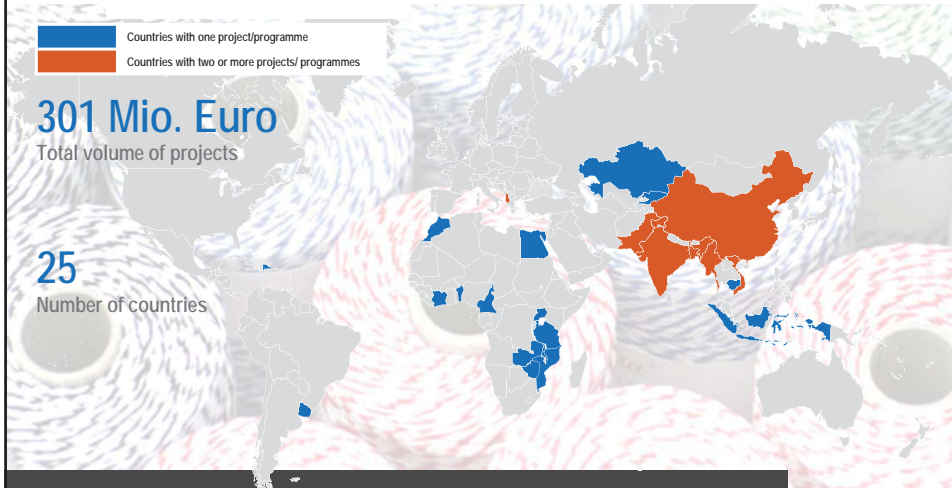 Countries with one project/programme
Countries with two or more projects/ programmes
301 Mio. Euro
Total volume of projects
25
Number of countries